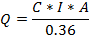 Q = C * I * A / 0.36